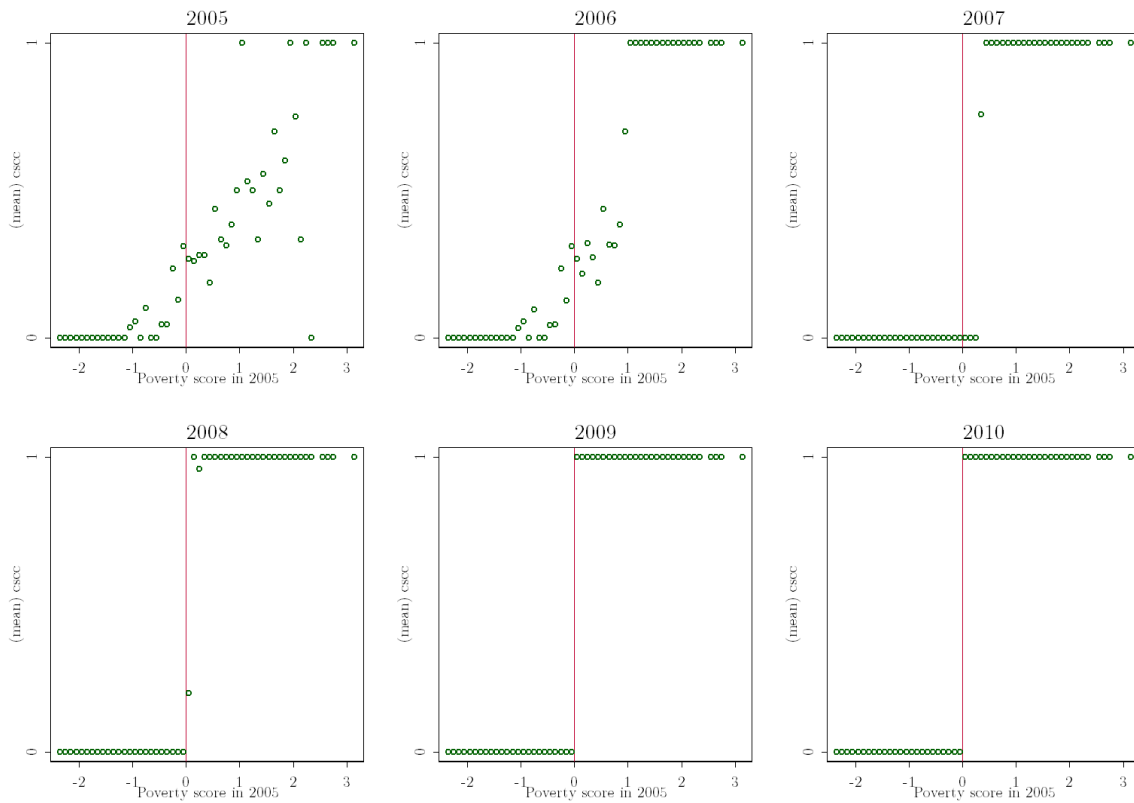 2005
1
(mean) cscc
0
-2 -1 0 1 2 3
Poverty score in 2005
2006
1
(mean) cscc
0
-2 -1 0 1 2 3
Poverty score in 2005
2007
1
(mean) cscc
0
-2 -1 0 1 2 3
Poverty score in 2005
2008
1
(mean) cscc
0
-2 -1 0 1 2 3
Poverty score in 2005
2009
1
(mean) cscc
0
-2 -1 0 1 2 3
Poverty score in 2005
2010
1
(mean) cscc
0
-2 -1 0 1 2 3
Poverty score in 2005